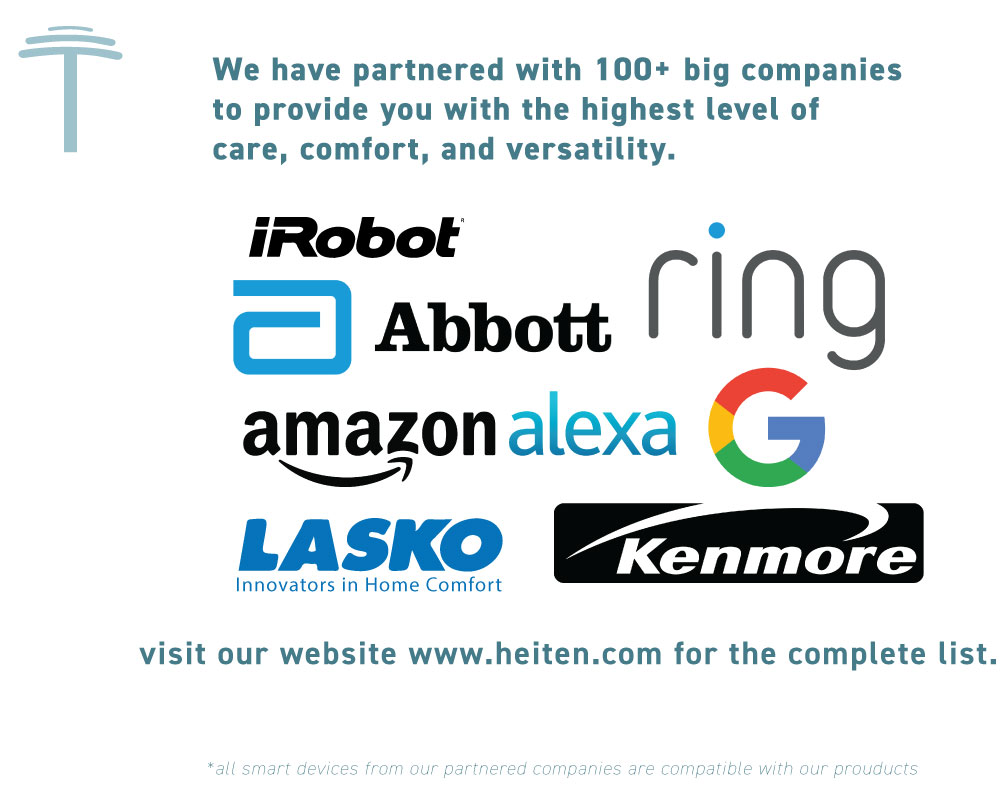 We have partnered with 100+ big companies
to provide you with the highest level of
care, comfort, and versatility.
iRobot®
ring
Abbott
amazon alexa
G
LASKO
Innovators in Home Comfort
Kenmore
visit our website www.heiten.com for the complete list.
*all smart devices from our partnered companies are compatible with our prouducts